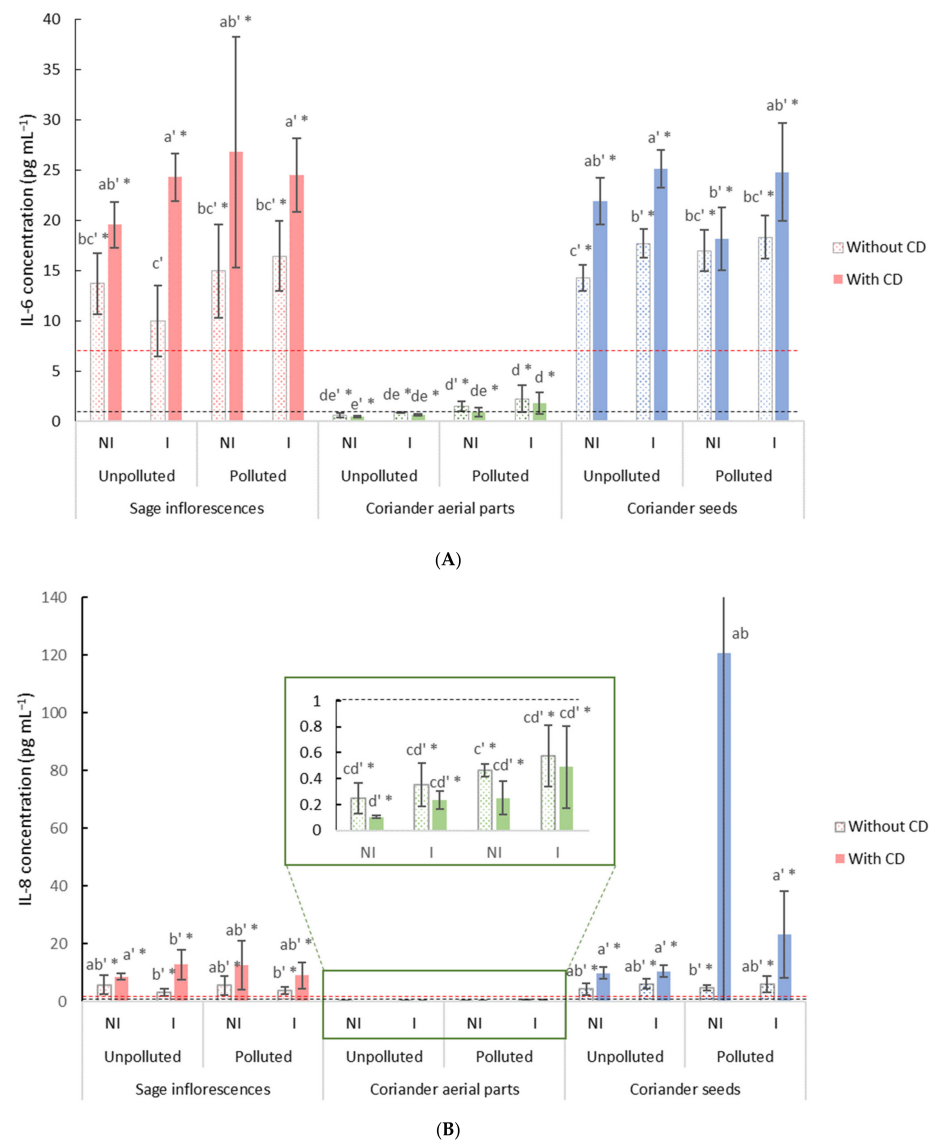 40
35
30
25
20
15
10
5
0
IL-6 concentration (pg mL⁻¹)
bc' *
ab' *
c'
a' *
bc' *
ab' *
bc' *
a' *
de' *
e' *
de *
de *
d' *
de *
d *
d *
c' *
ab' *
b' *
a' *
bc' *
b' *
bc' *
ab' *
Without CD
With CD
NI I NI I NI I NI I NI I NI I
Unpolluted Polluted Unpolluted Polluted Unpolluted Polluted
Sage inflorescences Coriander aerial parts Coriander seeds
(A)
140
120
100
80
60
40
20
0
IL-8 concentration (pg mL⁻¹)
ab' *
a' *
b' *
b' *
ab' *
ab' *
b' *
ab' *
1
0.8
0.6
0.4
0.2
0
cd' *
d' *
cd' *
cd' *
c' *
cd' *
cd' *
cd' *
NI I NI I
ab' *
a' *
ab' *
a' *
b' *
ab
ab' *
a' *
Without CD
With CD
NI I NI I NI I NI I NI I NI I
Unpolluted Polluted Unpolluted Polluted Unpolluted Polluted
Sage inflorescences Coriander aerial parts Coriander seeds
(B)